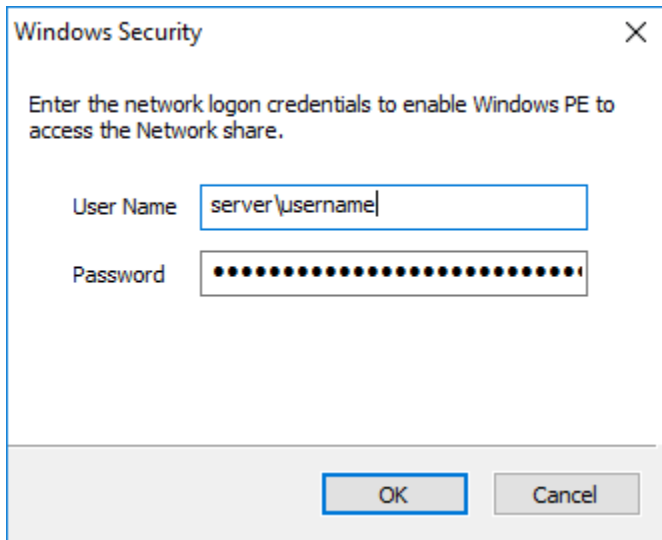 Windows Security
Enter the network logon credentials to enable Windows PE to
access the Network share.
User Name server\username
Password ●●●●●●●●●●●●●●●●●●●●●●●●●●●●
OK Cancel